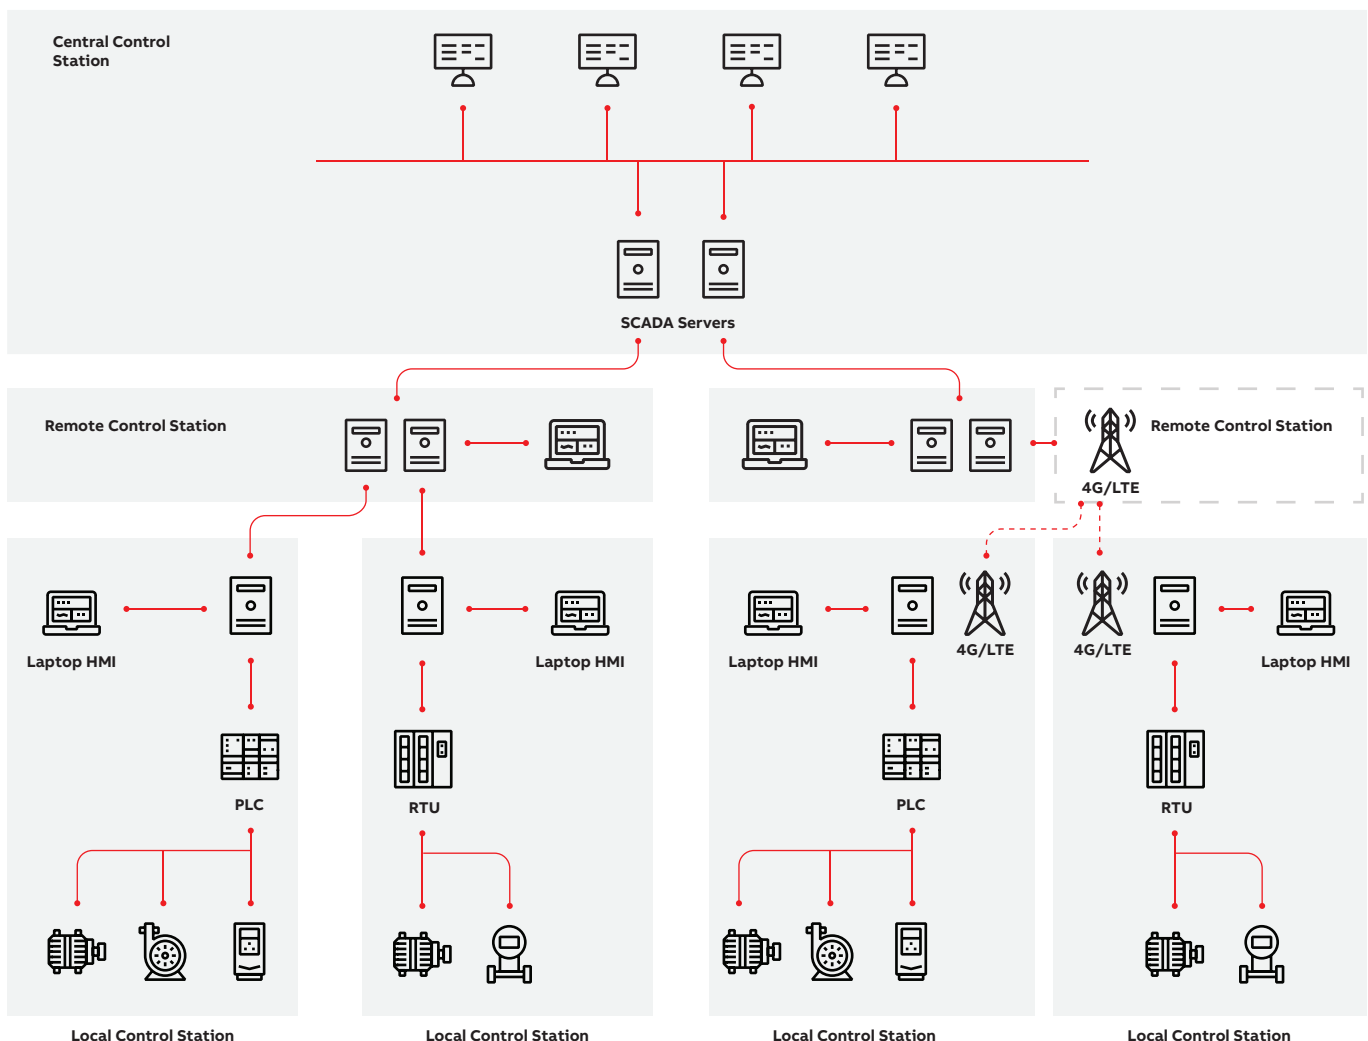 Central Control
Station
SCADA Servers
Remote Control Station
Remote Control Station
4G/LTE
Laptop HMI
Laptop HMI
Laptop HMI
4G/LTE
4G/LTE
Laptop HMI
PLC
RTU
PLC
RTU
Local Control Station
Local Control Station
Local Control Station
Local Control Station